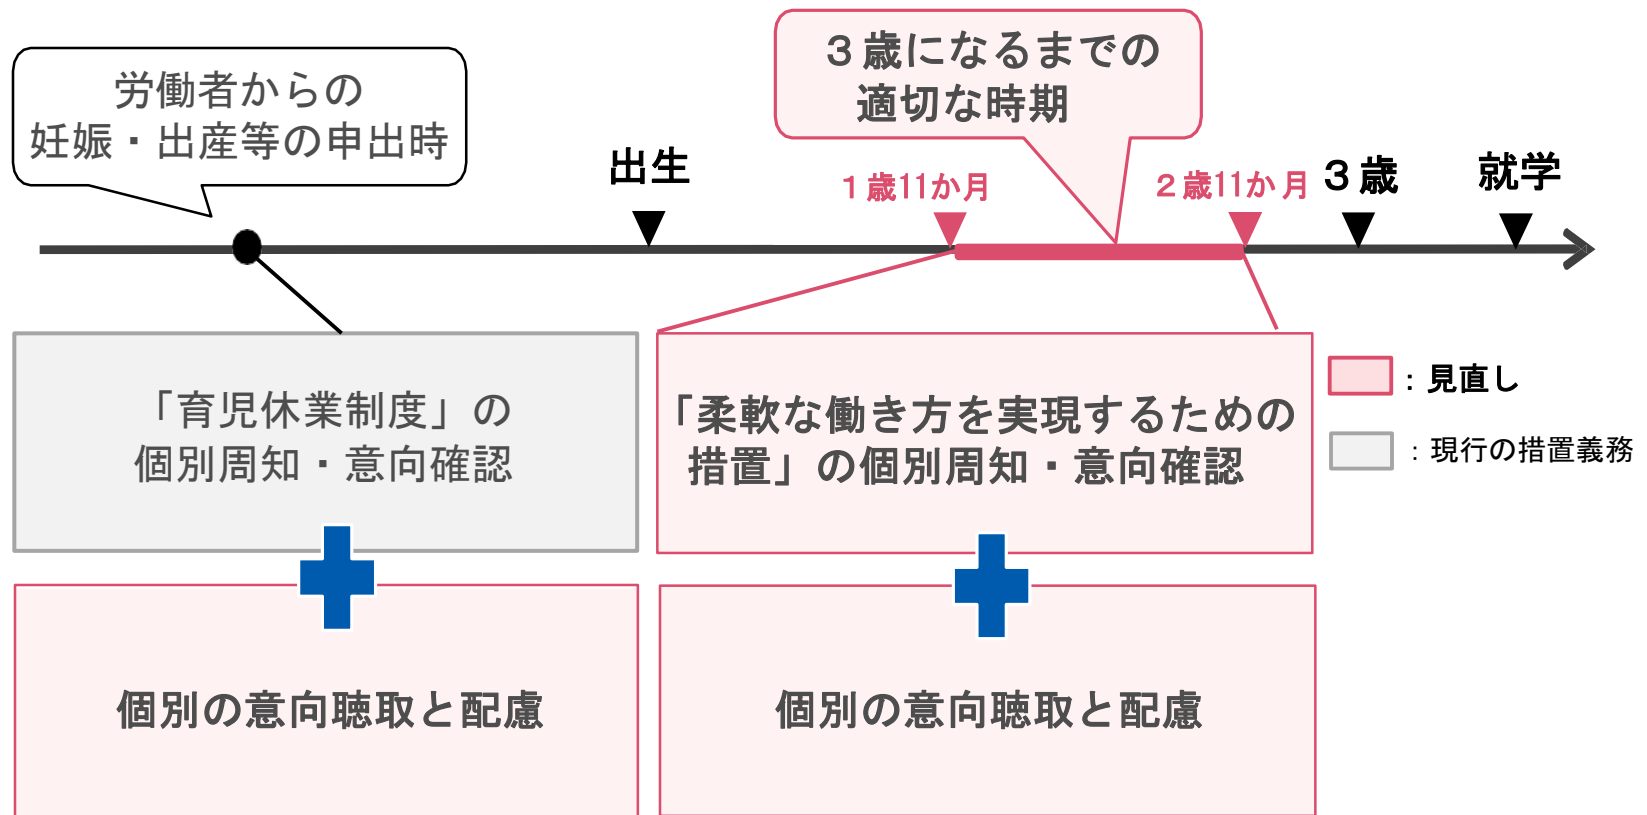 労働者からの
妊娠・出産等の申出時
3歳になるまでの
適切な時期
出生
1歳11か月
2歳11か月
3歳
就学
「育児休業制度」の
個別周知・意向確認
「柔軟な働き方を実現するための
措置」の個別周知・意向確認
:見直し
:現行の措置義務
個別の意向聴取と配慮
個別の意向聴取と配慮